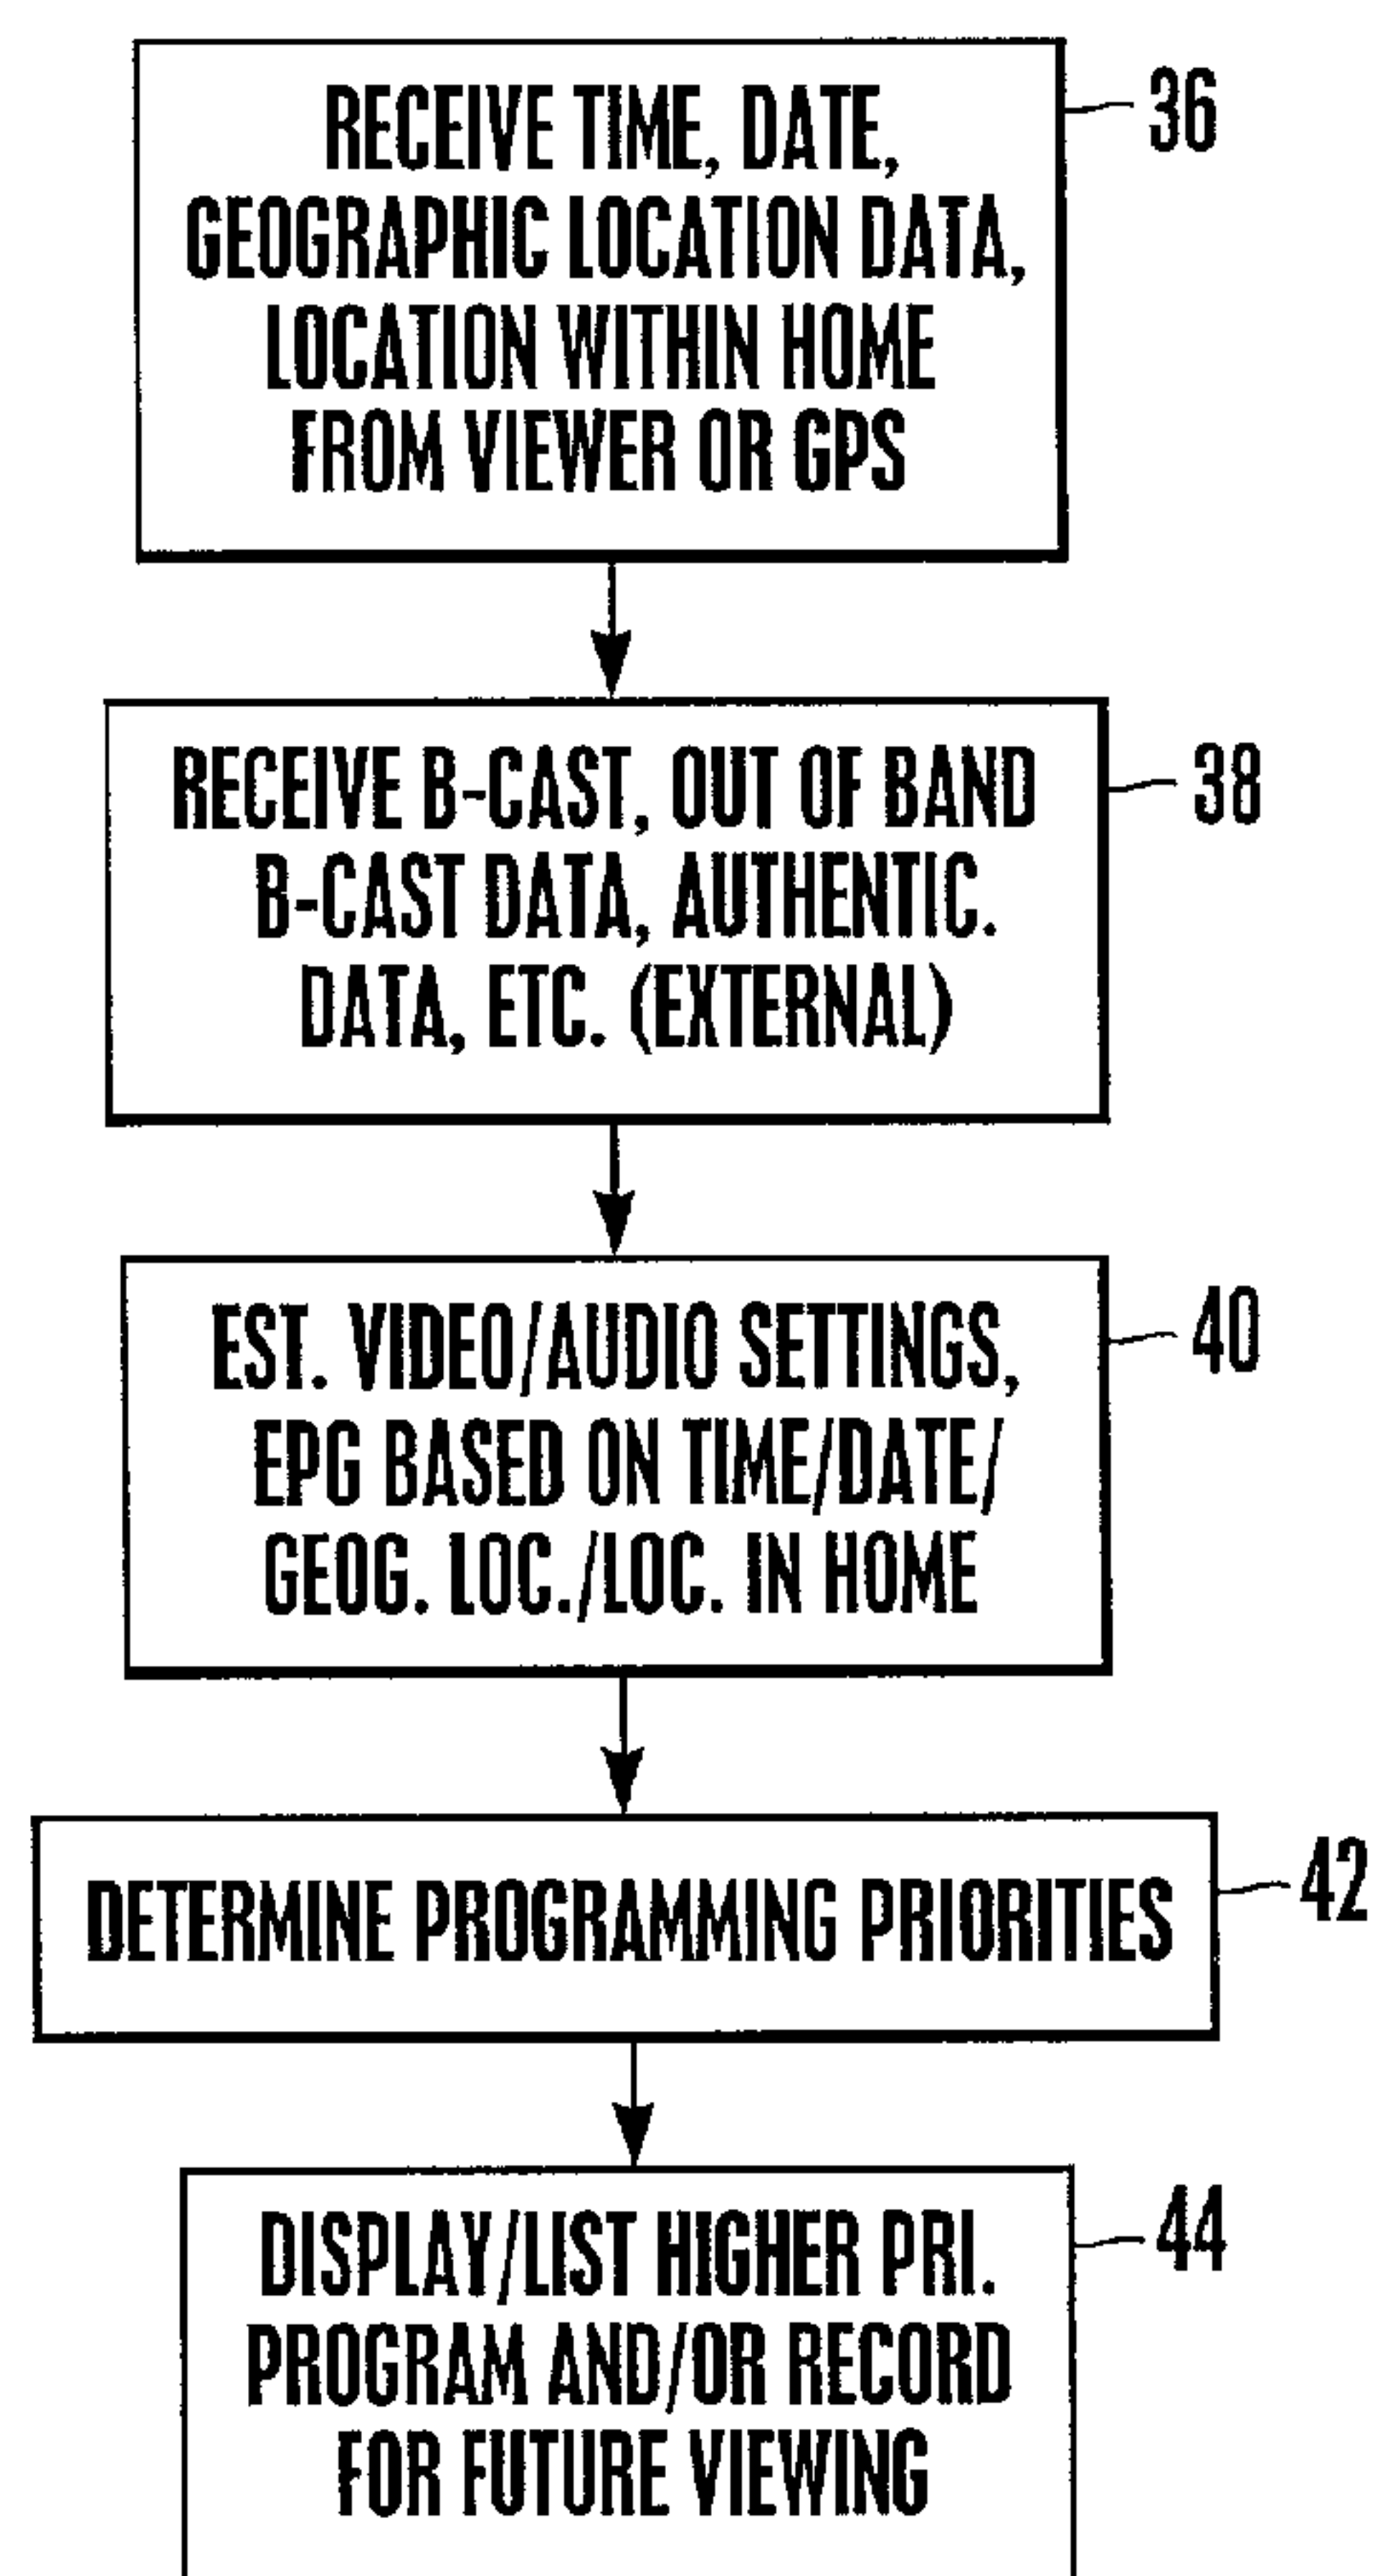 RECEIVE TIME, DATE,
GEOGRAPHIC LOCATION DATA,
LOCATION WITHIN HOME
FROM VIEWER OR GPS
36
RECEIVE B-CAST, OUT OF BAND
B-CAST DATA, AUTHENTIC.
DATA, ETC. (EXTERNAL)
38
EST. VIDEO/AUDIO SETTINGS,
EPG BASED ON TIME/DATE/
GEOG. LOC./LOC. IN HOME
40
DETERMINE PROGRAMMING PRIORITIES
42
DISPLAY/LIST HIGHER PRI.
PROGRAM AND/OR RECORD
FOR FUTURE VIEWING
44